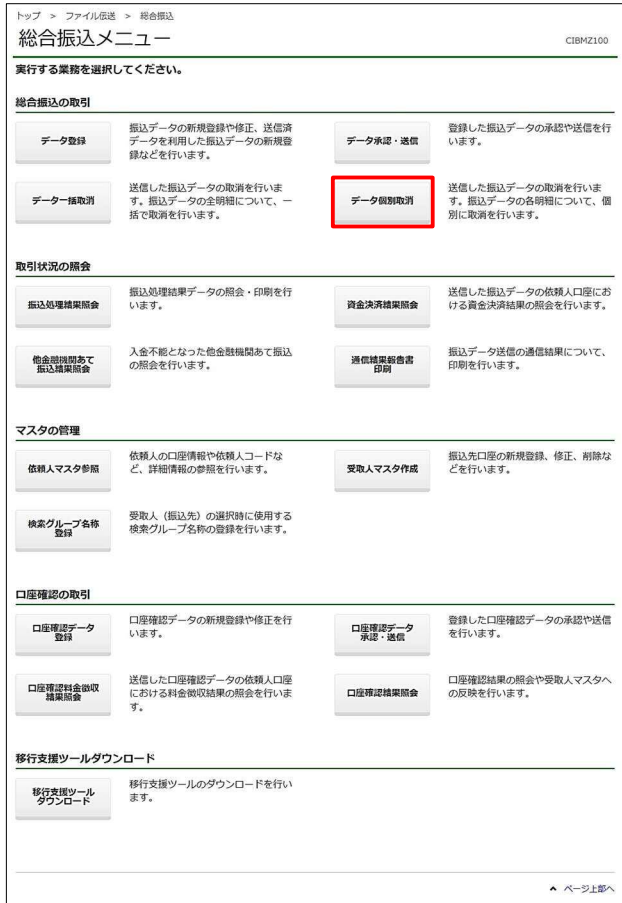 トップ > ファイル伝送 > 総合振込
総合振込メニュー
CIBMZ100
実行する業務を選択してください。
総合振込の取引
データ登録
振込データの新規登録や修正、送信済
データを利用した振込データの新規登
録などを行います。
データ承認・送信
登録した振込データの承認や送信を行
います。
データ一括取消
送信した振込データの取消を行いま
す。振込データの全明細について、一
括で取消を行います。
データ個別取消
送信した振込データの取消を行いま
す。振込データの各明細について、個
別に取消を行います。
取引状況の照会
振込処理結果照会
振込処理結果データの照会・印刷を行
います。
資金決済結果照会
送信した振込データの依頼人口座にお
ける資金決済結果の照会を行います。
他金融機関あて
振込結果照会
入金不能となった他金融機関あて振込
の照会を行います。
通信結果報告書
印刷
振込データ送信の通信結果について、
印刷を行います。
マスタの管理
依頼人マスタ参照
依頼人の口座情報や依頼人コードな
ど、詳細情報の参照を行います。
受取人マスタ作成
振込先口座の新規登録、修正、削除な
どを行います。
検索グループ名称
登録
受取人（振込先）の選択時に使用する
検索グループ名称の登録を行います。
口座確認の取引
口座確認データ
登録
口座確認データの新規登録や修正を行
います。
口座確認データ
承認・送信
登録した口座確認データの承認や送信
を行います。
口座確認料金徴収
結果照会
送信した口座確認データの依頼人口座
における料金徴収結果の照会を行いま
す。
口座確認結果照会
口座確認結果の照会や受取人マスタへ
の反映を行います。
移行支援ツールダウンロード
移行支援ツール
ダウンロード
移行支援ツールのダウンロードを行い
ます。
ページ上部へ